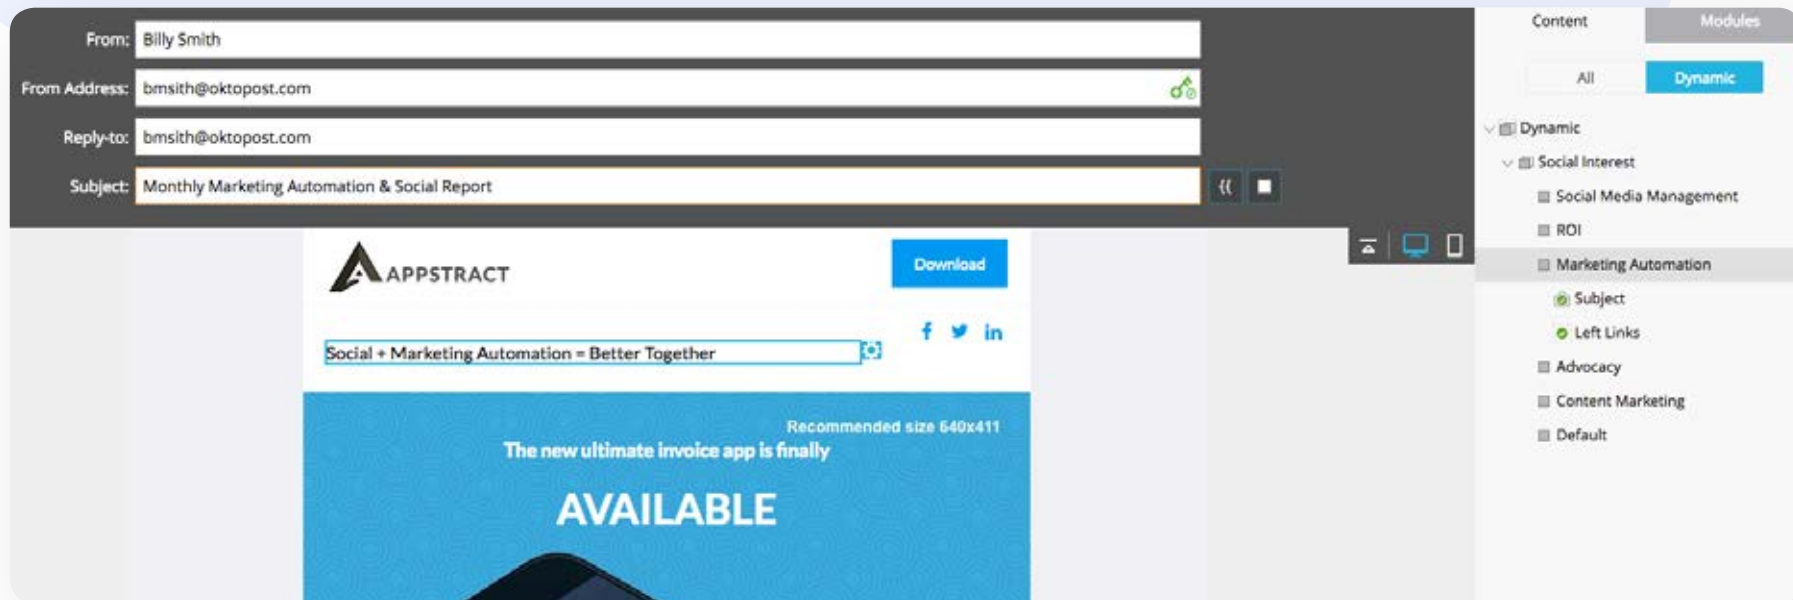 From: Billy Smith
From Address: bmsith@oktopost.com
Reply-to: bmsith@oktopost.com
Subject: Monthly Marketing Automation & Social Report
{{
APPSTRACT
Download
f in
Social + Marketing Automation = Better Together
Recommended size 640x411
The new ultimate invoice app is finally
AVAILABLE
Content Modules
All Dynamic
Dynamic
Social Interest
Social Media Management
ROI
Marketing Automation
Subject
Left Links
Advocacy
Content Marketing
Default